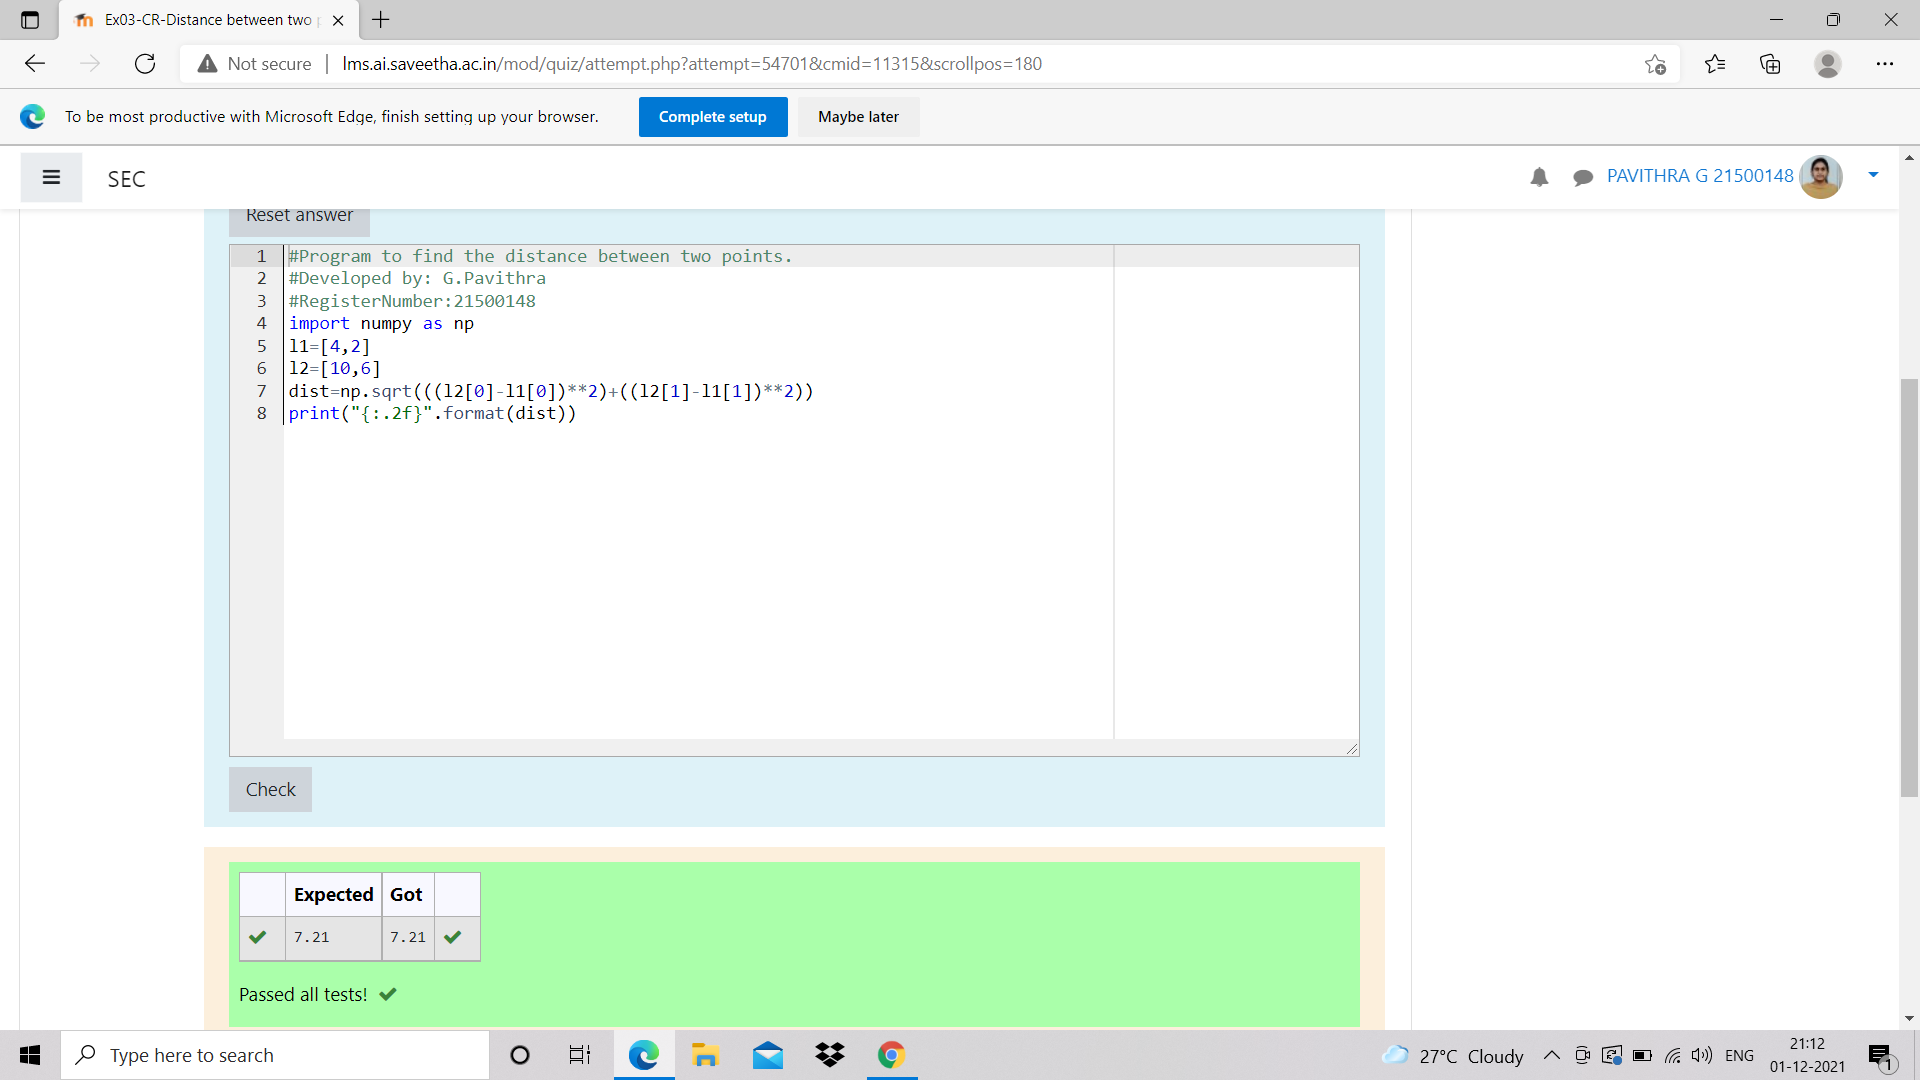 Ex03-CR-Distance between two
Not secure | lms.ai.saveetha.ac.in/mod/quiz/attempt.php?attempt=54701&cmid=11315&scrollpos=180
To be most productive with Microsoft Edge, finish setting up your browser. Complete setup Maybe later
SEC PAVITHRA G 21500148
Reset answer
1 #Program to find the distance between two points.
2 #Developed by: G.Pavithra
3 #RegisterNumber:21500148
4 import numpy as np
5 l1=[4,2]
6 l2=[10,6]
7 dist=np.sqrt(((l2[0]-l1[0])**2)+((l2[1]-l1[1])**2))
8 print("{:.2f}".format(dist))
Check
Expected Got
7.21 7.21
Passed all tests!
Type here to search 27°C Cloudy ENG 21:12
01-12-2021 1